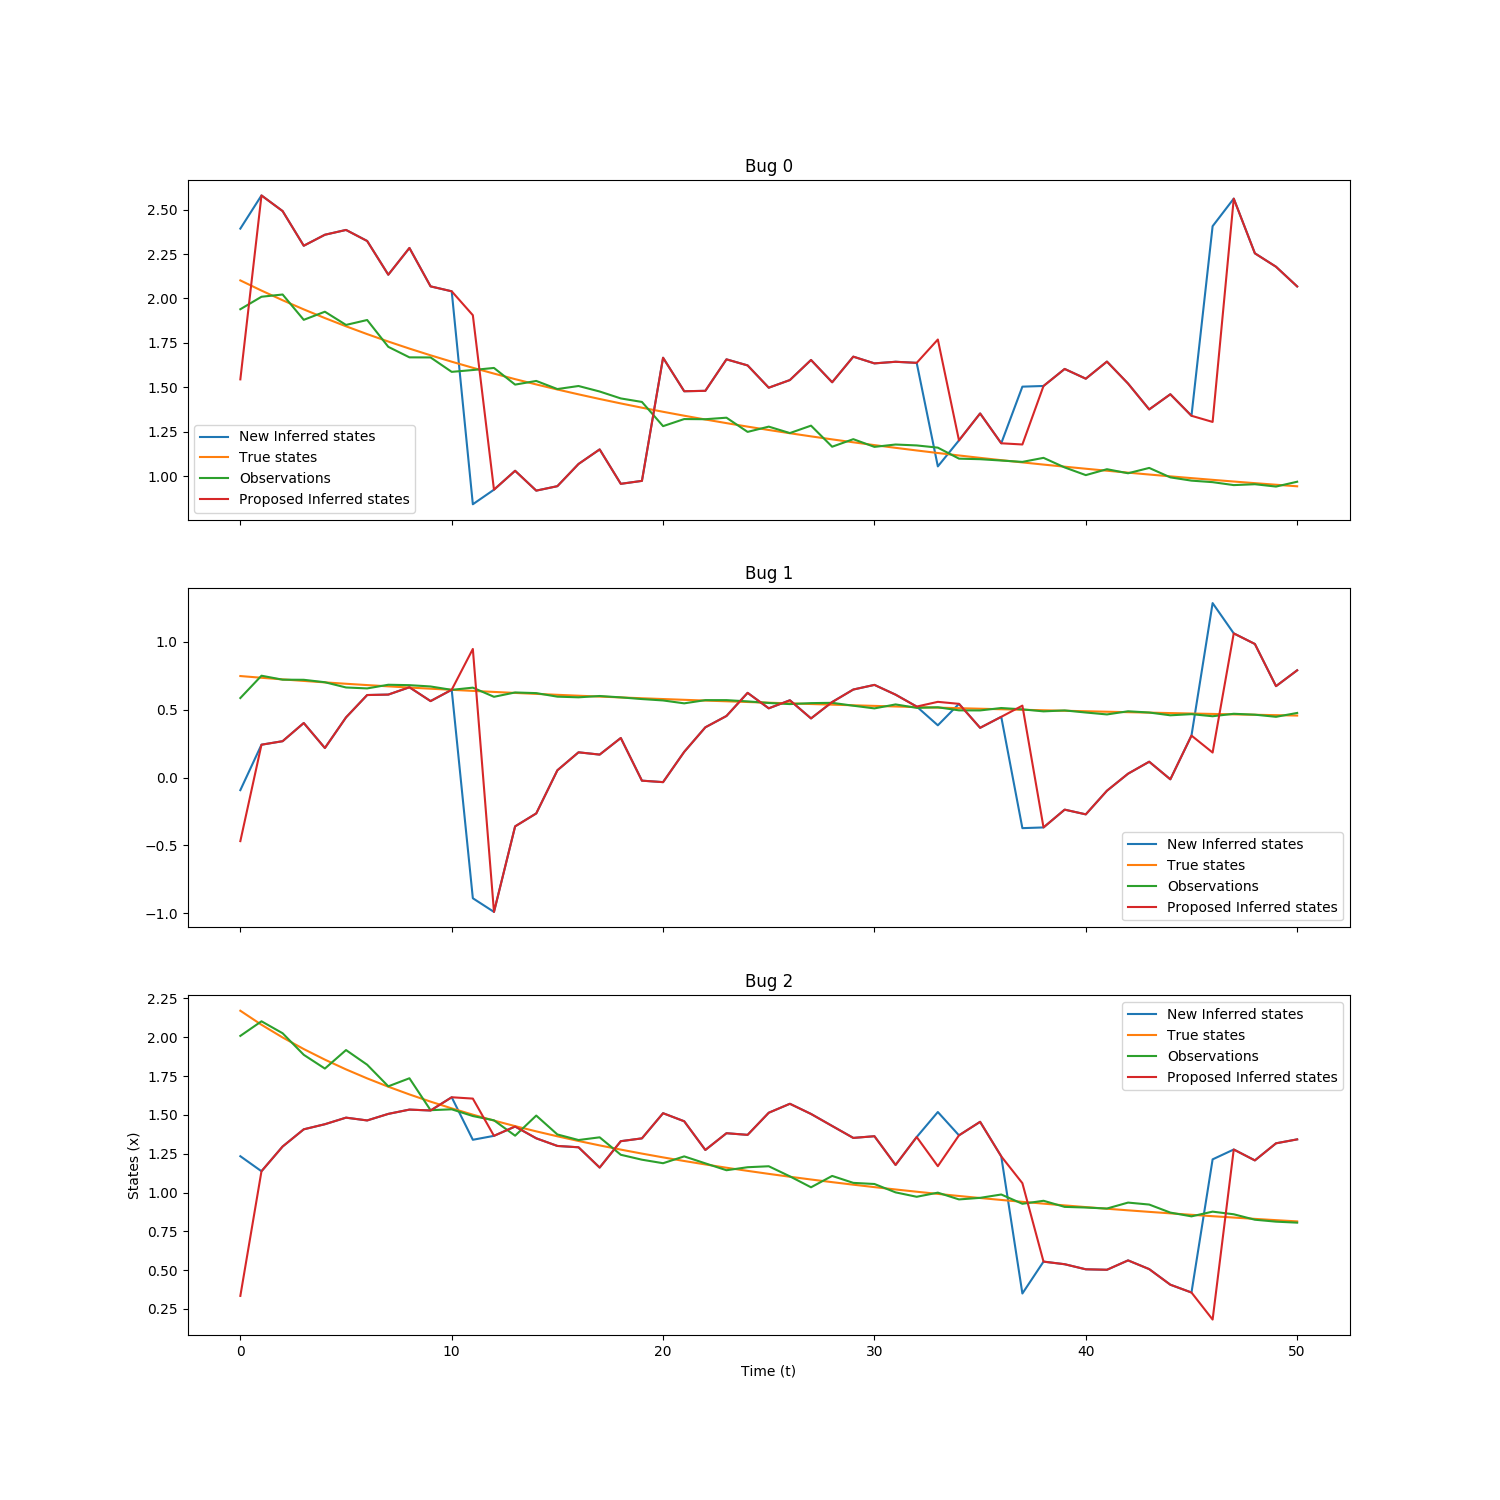 Bug 0
2.50
2.25
2.00
1.75
1.50
1.25
1.00
New Inferred states
True states
Observations
Proposed Inferred states
Bug 1
1.0
0.5
0.0
−0.5
−1.0
New Inferred states
True states
Observations
Proposed Inferred states
Bug 2
2.25
2.00
1.75
1.50
1.25
1.00
0.75
0.50
0.25
States (x)
New Inferred states
True states
Observations
Proposed Inferred states
0 10 20 30 40 50
Time (t)